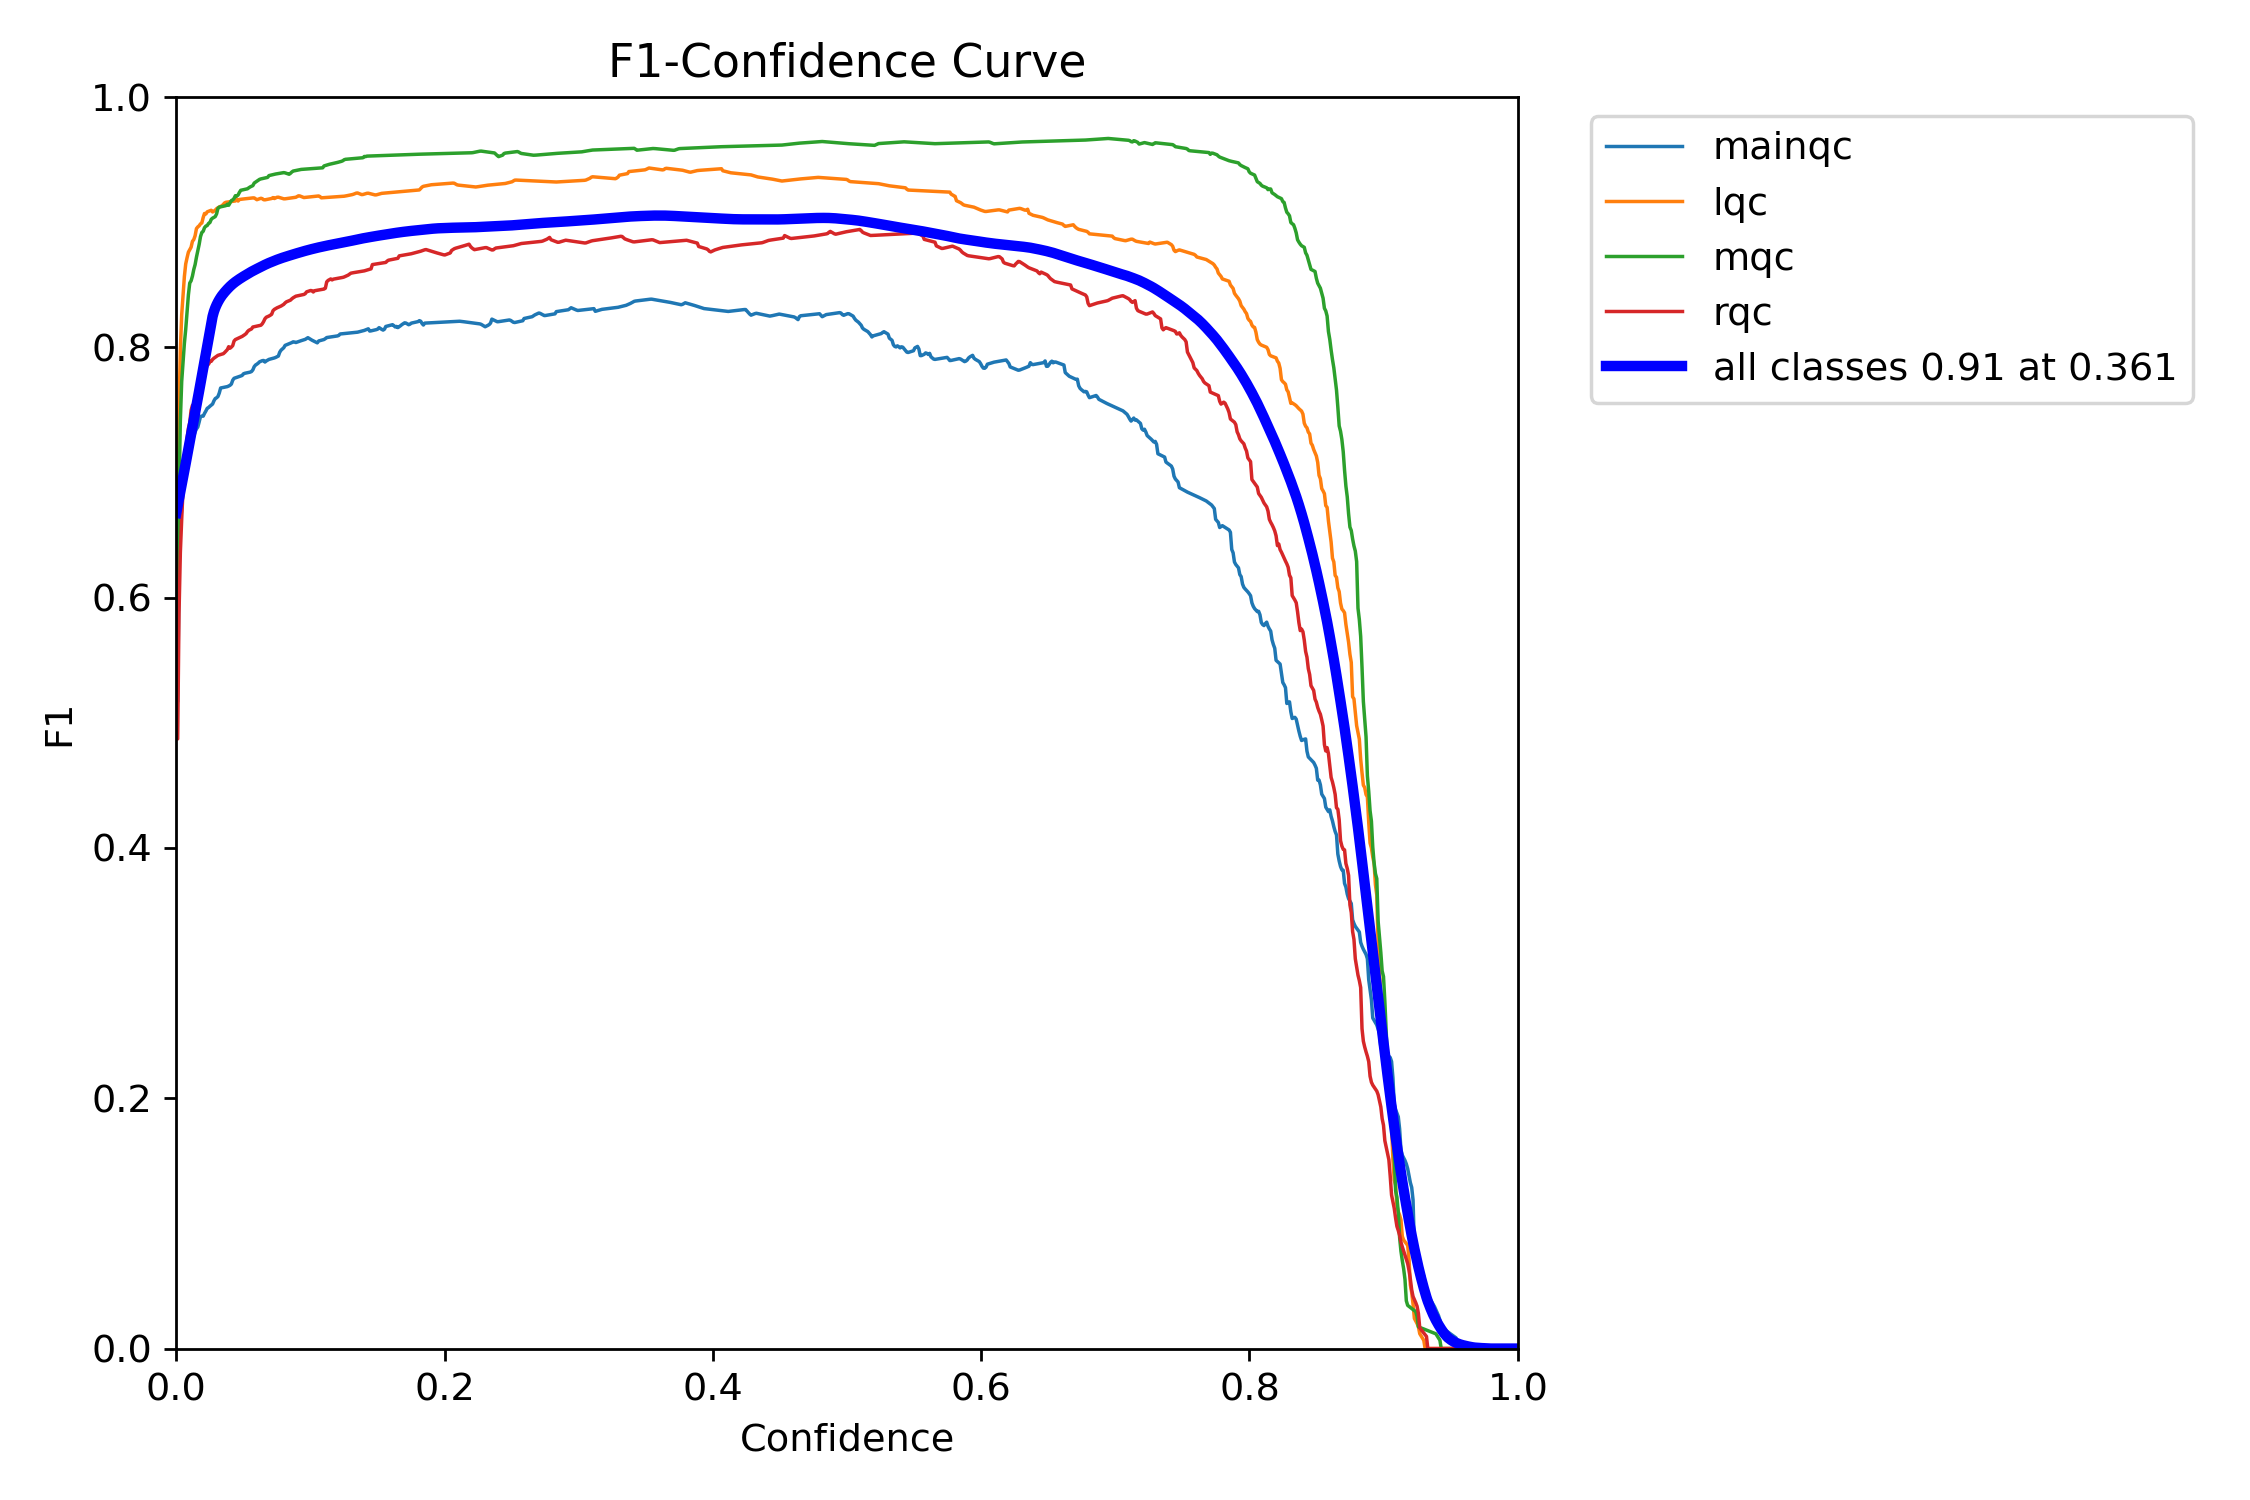 F1-Confidence Curve
1.0
0.8
0.6
0.4
0.2
0.0
F1
0.0 0.2 0.4 0.6 0.8 1.0
Confidence
mainqc
lqc
mqc
rqc
all classes 0.91 at 0.361